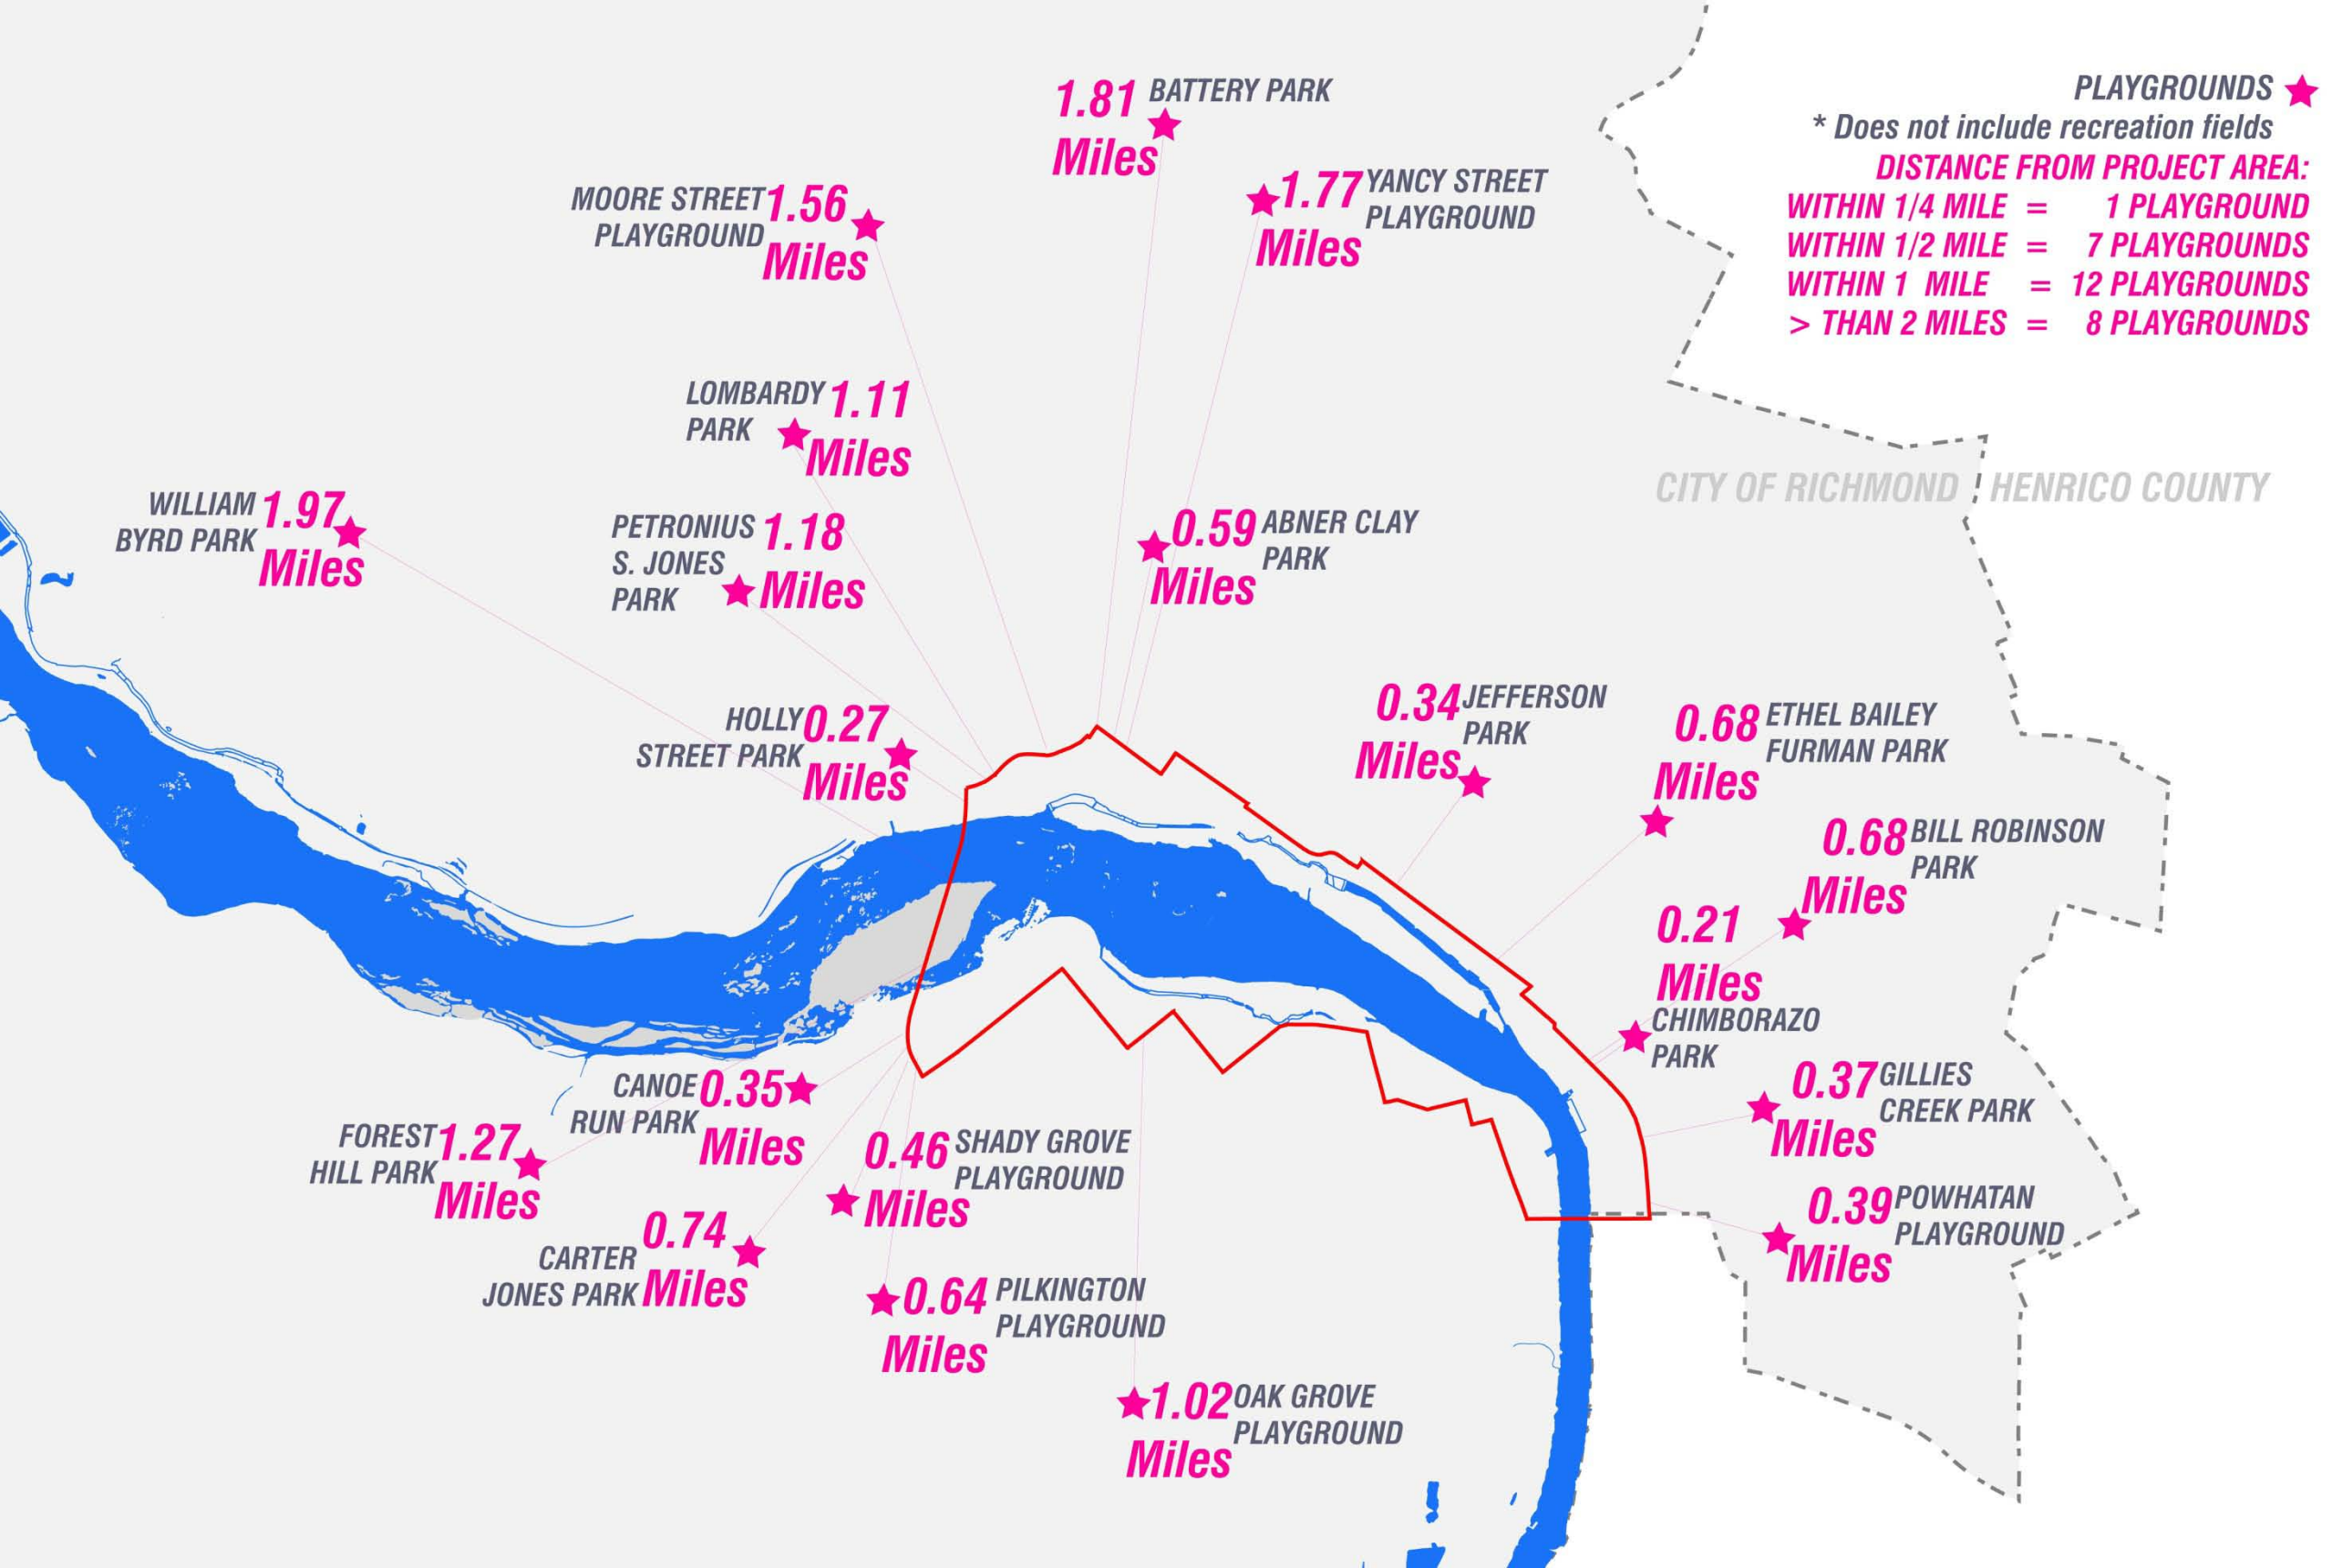 1.81 BATTERY PARK
Miles
PLAYGROUNDS
* Does not include recreation fields
DISTANCE FROM PROJECT AREA:
WITHIN 1/4 MILE = 1 PLAYGROUND
WITHIN 1/2 MILE = 7 PLAYGROUNDS
WITHIN 1 MILE = 12 PLAYGROUNDS
> THAN 2 MILES = 8 PLAYGROUNDS
MOORE STREET 1.56
PLAYGROUND Miles
1.77 YANCY STREET
Miles PLAYGROUND
LOMBARDY 1.11
PARK Miles
CITY OF RICHMOND HENRICO COUNTY
WILLIAM 1.97
BYRD PARK Miles
PETRONIUS 1.18
S. JONES
PARK Miles
0.59 ABNER CLAY
Miles PARK
HOLLY 0.27
STREET PARK Miles
0.34 JEFFERSON
Miles PARK
0.68 ETHEL BAILEY
Miles FURMAN PARK
0.68 BILL ROBINSON
Miles PARK
0.21
Miles
CHIMBORAZO
PARK
0.37 GILLIES
Miles CREEK PARK
0.39 POWHATAN
Miles PLAYGROUND
CANOE 0.35
RUN PARK Miles
FOREST 1.27
HILL PARK Miles
0.46 SHADY GROVE
Miles PLAYGROUND
0.74
CARTER
JONES PARK Miles
0.64 PILKINGTON
Miles PLAYGROUND
1.02 OAK GROVE
Miles PLAYGROUND